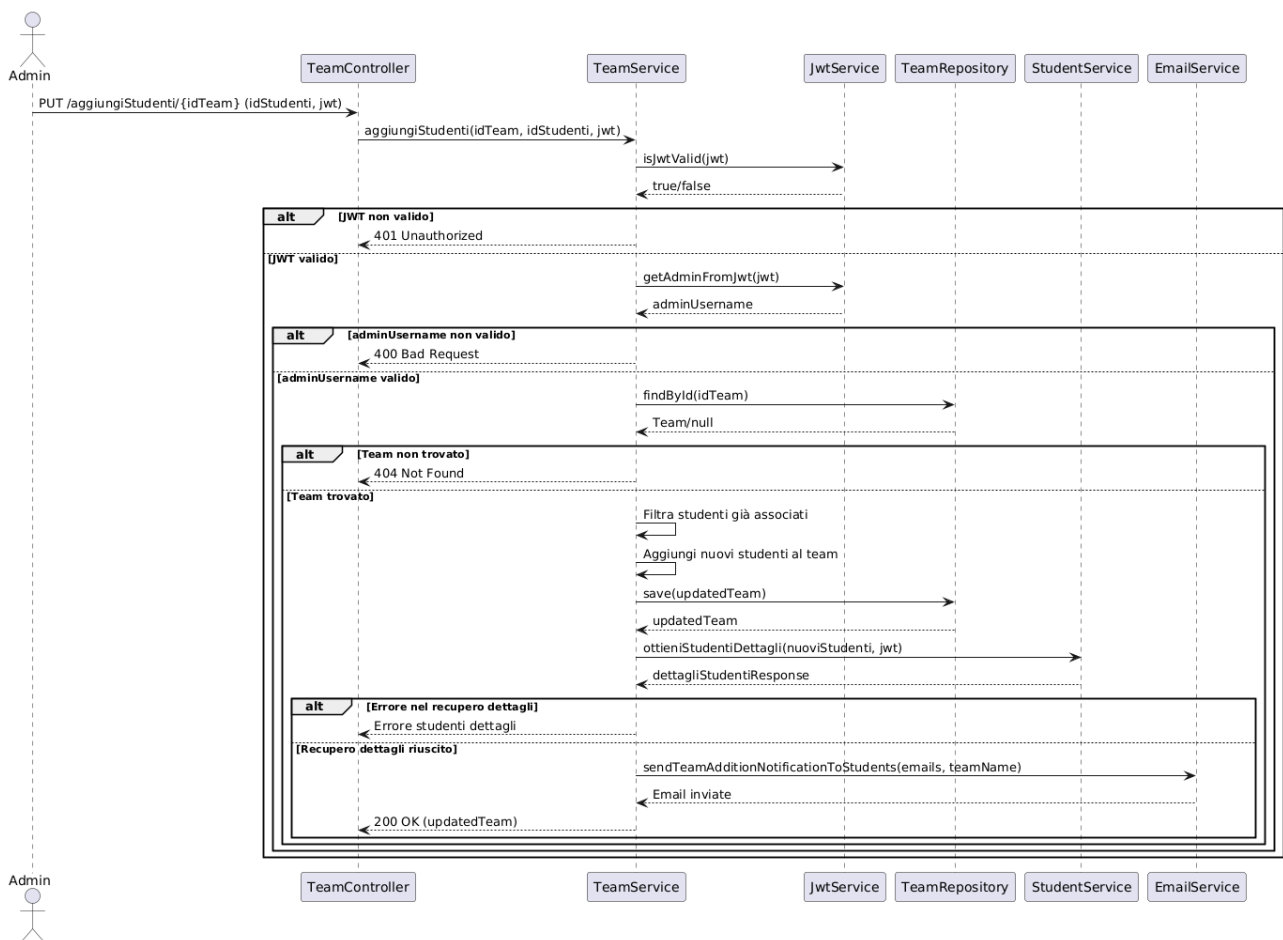 Admin
TeamController
TeamService
JwtService
TeamRepository
StudentService
EmailService
PUT /aggiungiStudenti/{idTeam} (idStudenti, jwt)
aggiungiStudenti(idTeam, idStudenti, jwt)
isJwtValid(jwt)
true/false
alt [JWT non valido]
401 Unauthorized
[JWT valido]
getAdminFromJwt(jwt)
adminUsername
alt [adminUsername non valido]
400 Bad Request
[adminUsername valido]
findById(idTeam)
Team/null
alt [Team non trovato]
404 Not Found
[Team trovato]
Filtra studenti già associati
Aggiungi nuovi studenti al team
save(updatedTeam)
updatedTeam
ottieniStudentiDettagli(nuoviStudenti, jwt)
dettagliStudentiResponse
alt [Errore nel recupero dettagli]
Errore studenti dettagli
[Recupero dettagli riuscito]
sendTeamAdditionNotificationToStudents(emails, teamName)
Email inviate
200 OK (updatedTeam)
Admin
TeamController
TeamService
JwtService
TeamRepository
StudentService
EmailService